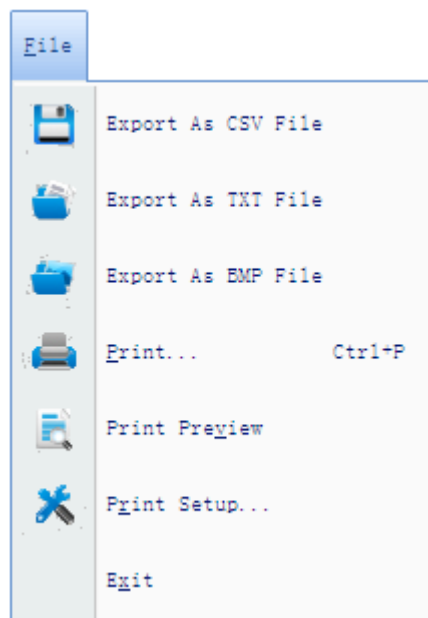 File
Export As CSV File
Export As TXT File
Export As BMP File
Print... Ctrl+P
Print Preview
Print Setup...
Exit